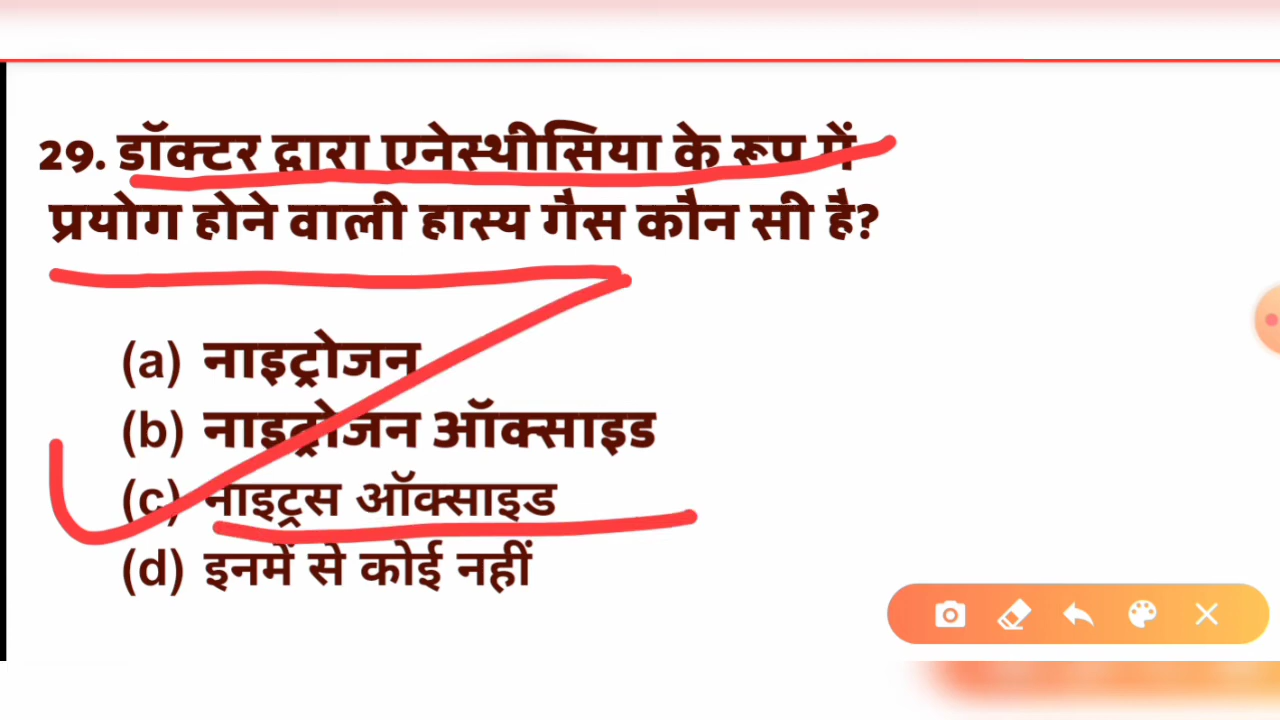 29. डॉक्टर द्वारा एनेस्थीसिया के रूप में
प्रयोग होने वाली हास्य गैस कौन सी है?
(a) नाइट्रोजन
(b) नाइट्रोजन ऑक्साइड
(c) नाइट्रस ऑक्साइड
(d) इनमें से कोई नहीं